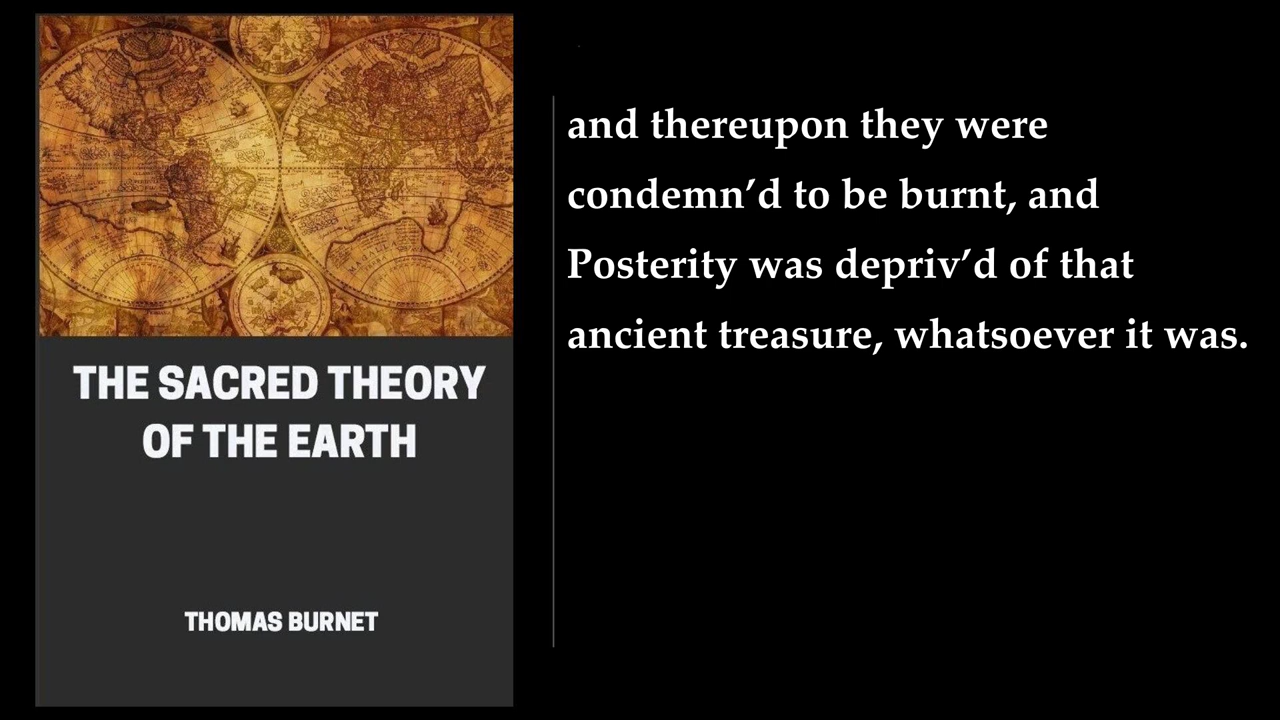 THE SACRED THEORY
OF THE EARTH
THOMAS BURNET
and thereupon they were
condemn’d to be burnt, and
Posterity was depriv’d of that
ancient treasure, whatsoever it was.